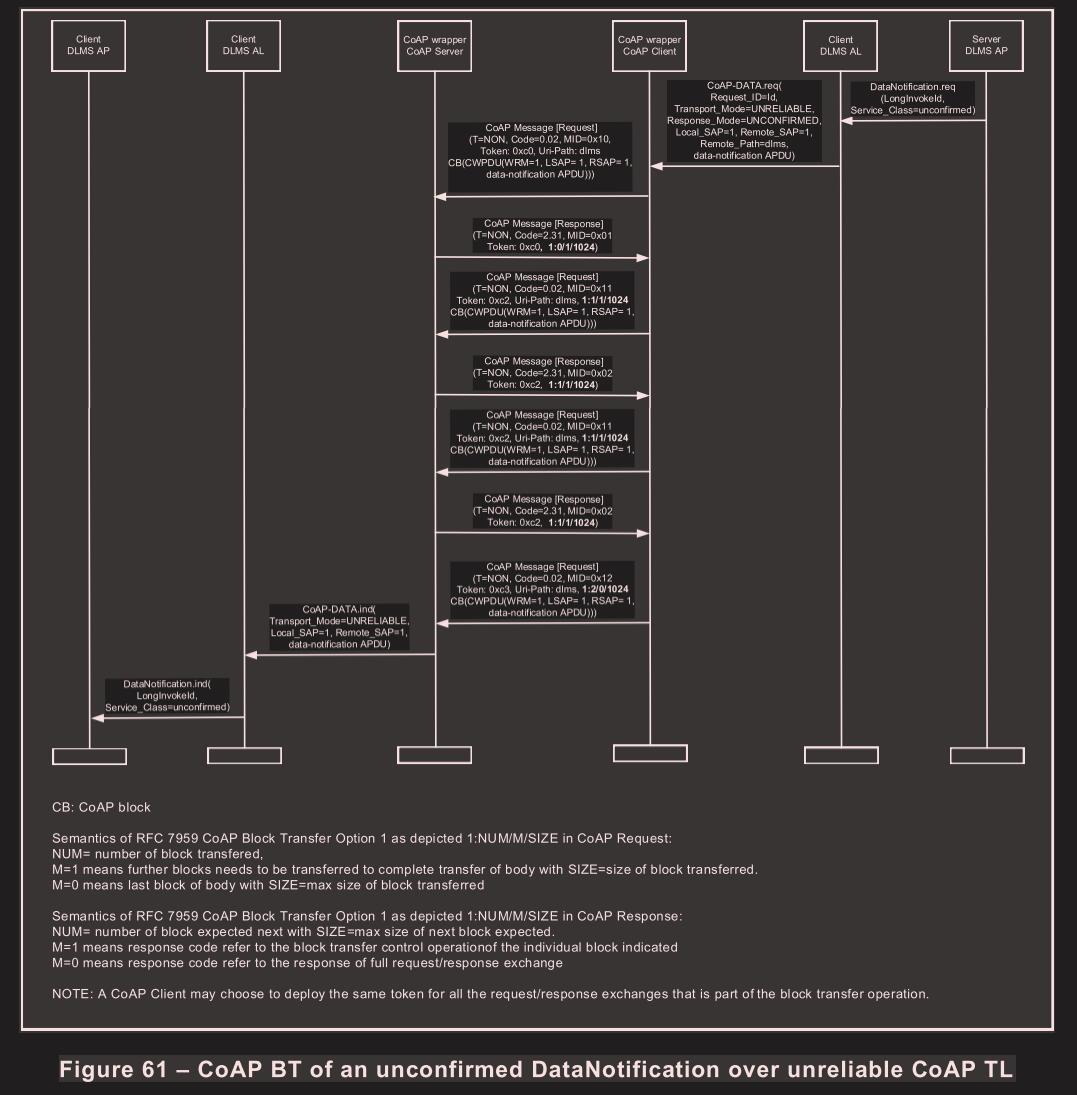 Client
DLMS AP
Client
DLMS AL
CoAP wrapper
CoAP Server
CoAP wrapper
CoAP Client
Client
DLMS AL
Server
DLMS AP
DataNotification.req
(LongInvokeId,
Service_Class=unconfirmed)
CoAP-DATA.req(
Request_ID=Id,
Transport_Mode=UNRELIABLE,
Response_Mode=UNCONFIRMED,
Local_SAP=1, Remote_SAP=1,
Remote_Path=dlms,
data-notification APDU)
CoAP Message [Request]
(T=NON, Code=0.02, MID=0x10,
Token: 0xc0, Uri-Path: dlms
CB(CWPDU(WRM=1, LSAP= 1, RSAP= 1,
data-notification APDU)))
CoAP Message [Response]
(T=NON, Code=2.31, MID=0x01
Token: 0xc0, 1:0/1/1024)
CoAP Message [Request]
(T=NON, Code=0.02, MID=0x11
Token: 0xc2, Uri-Path: dlms, 1:1/1/1024
CB(CWPDU(WRM=1, LSAP= 1, RSAP= 1,
data-notification APDU)))
CoAP Message [Response]
(T=NON, Code=2.31, MID=0x02
Token: 0xc2, 1:1/1/1024)
CoAP Message [Request]
(T=NON, Code=0.02, MID=0x11
Token: 0xc2, Uri-Path: dlms, 1:1/1/1024
CB(CWPDU(WRM=1, LSAP= 1, RSAP= 1,
data-notification APDU)))
CoAP Message [Response]
(T=NON, Code=2.31, MID=0x02
Token: 0xc2, 1:1/1/1024)
CoAP Message [Request]
(T=NON, Code=0.02, MID=0x12
Token: 0xc3, Uri-Path: dlms, 1:2/0/1024
CB(CWPDU(WRM=1, LSAP= 1, RSAP= 1,
data-notification APDU)))
CoAP-DATA.ind(
Transport_Mode=UNRELIABLE,
Local_SAP=1, Remote_SAP=1,
data-notification APDU)
DataNotification.ind(
LongInvokeId,
Service_Class=unconfirmed)
CB: CoAP block
Semantics of RFC 7959 CoAP Block Transfer Option 1 as depicted 1:NUM/M/SIZE in CoAP Request:
NUM= number of block transfered,
M=1 means further blocks needs to be transferred to complete transfer of body with SIZE=size of block transferred.
M=0 means last block of body with SIZE=max size of block transferred
Semantics of RFC 7959 CoAP Block Transfer Option 1 as depicted 1:NUM/M/SIZE in CoAP Response:
NUM= number of block expected next with SIZE=max size of next block expected.
M=1 means response code refer to the block transfer control operationof the individual block indicated
M=0 means response code refer to the response of full request/response exchange
NOTE: A CoAP Client may choose to deploy the same token for all the request/response exchanges that is part of the block transfer operation.
Figure 61 – CoAP BT of an unconfirmed DataNotification over unreliable CoAP TL